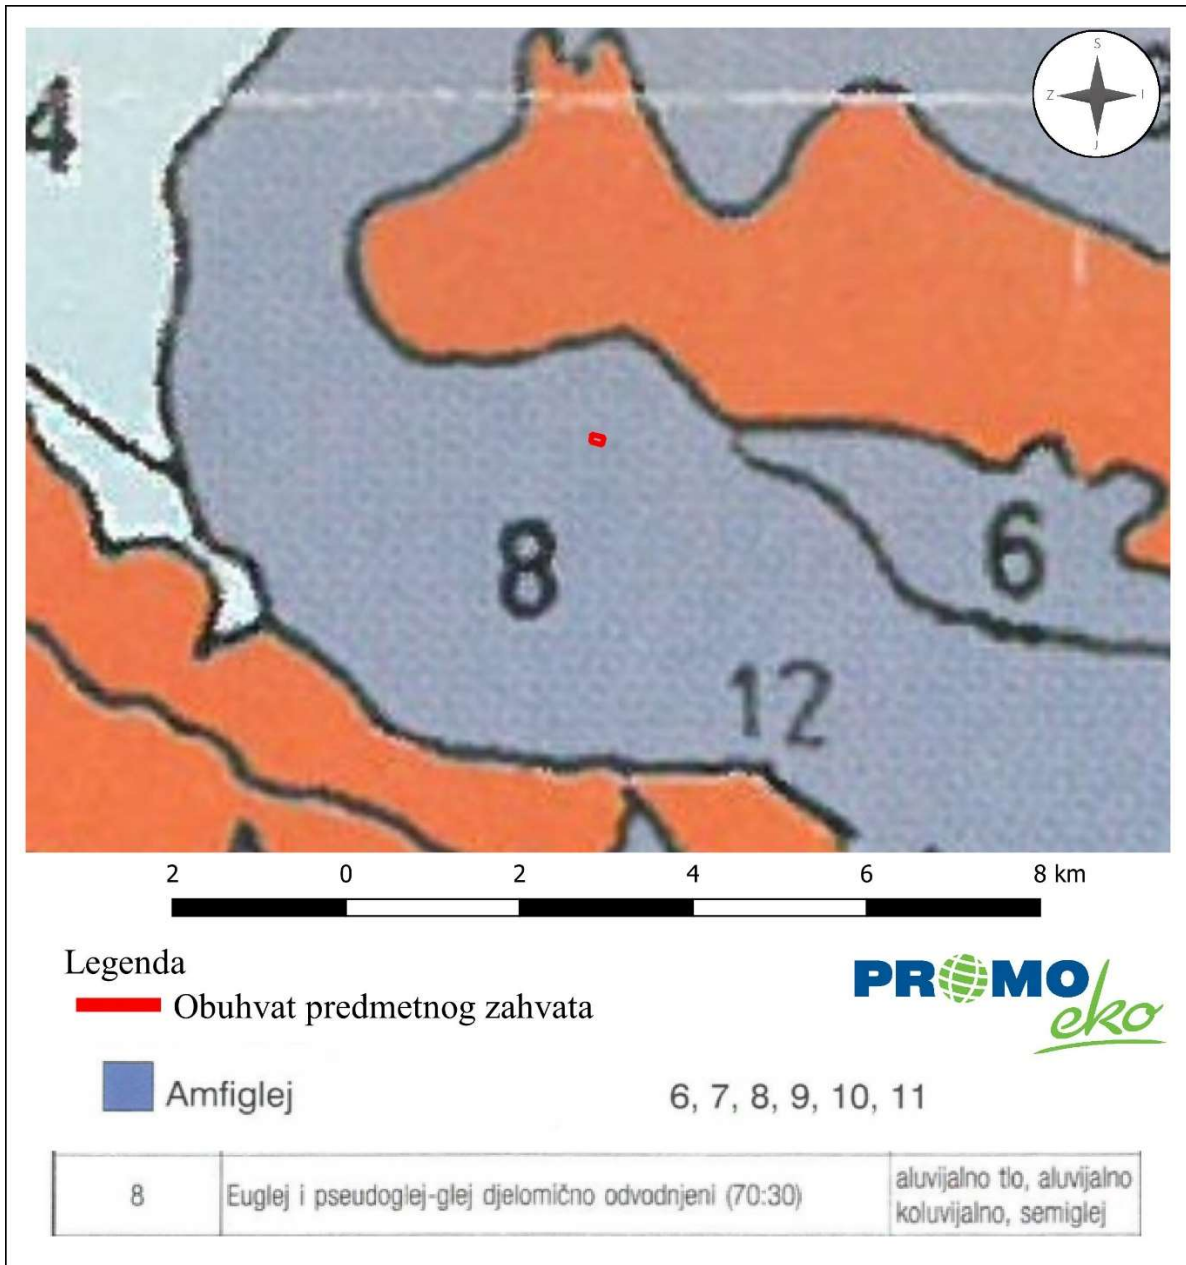 4
S
Z I
J
8
6
12
2 0 2 4 6 8 km
Legenda
Obuhvat predmetnog zahvata
PROMO
eko
Amfiglej 6, 7, 8, 9, 10, 11
8 Euglej i pseudoglej-glej djelomično odvodnjeni (70:30) aluvijalno tlo, aluvijalno
koluvijalno, semiglej